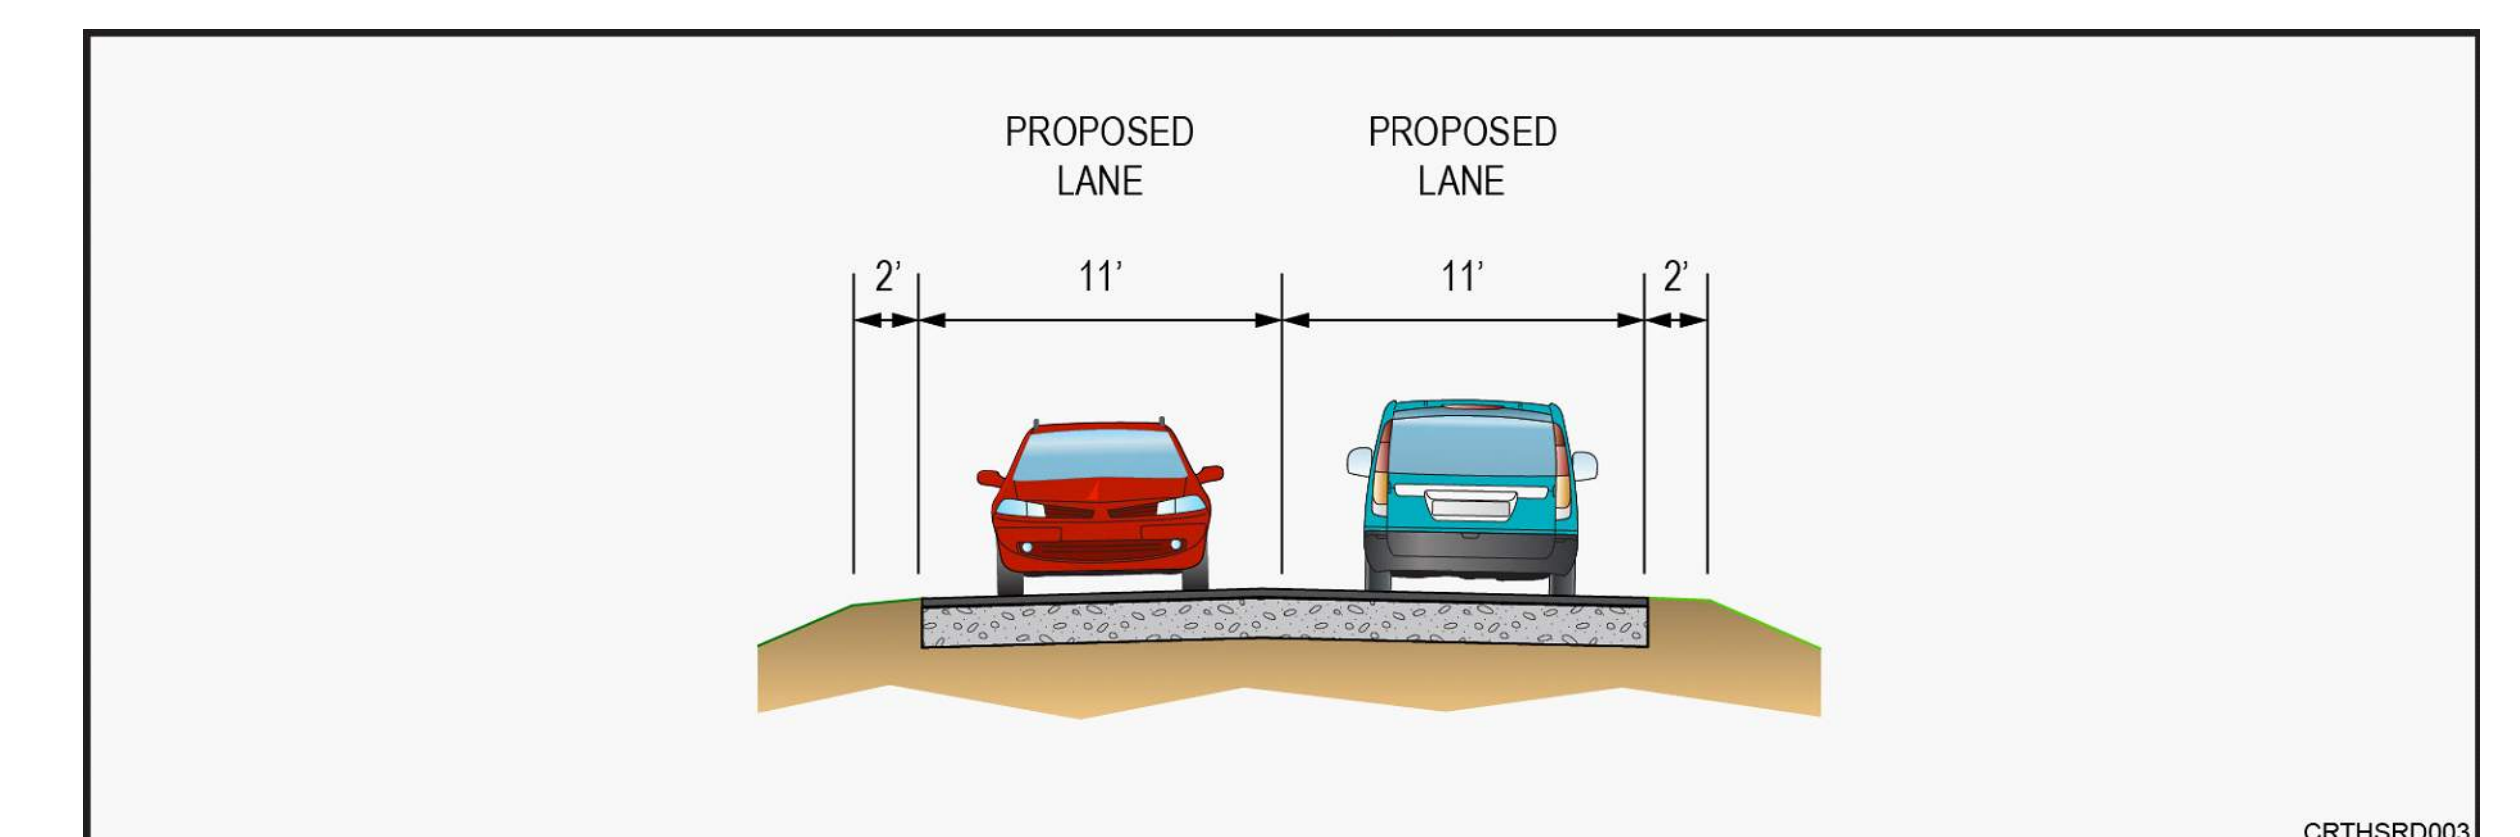 PROPOSED
LANE
PROPOSED
LANE
2’
11’
11’
2’
CRTHSRD003